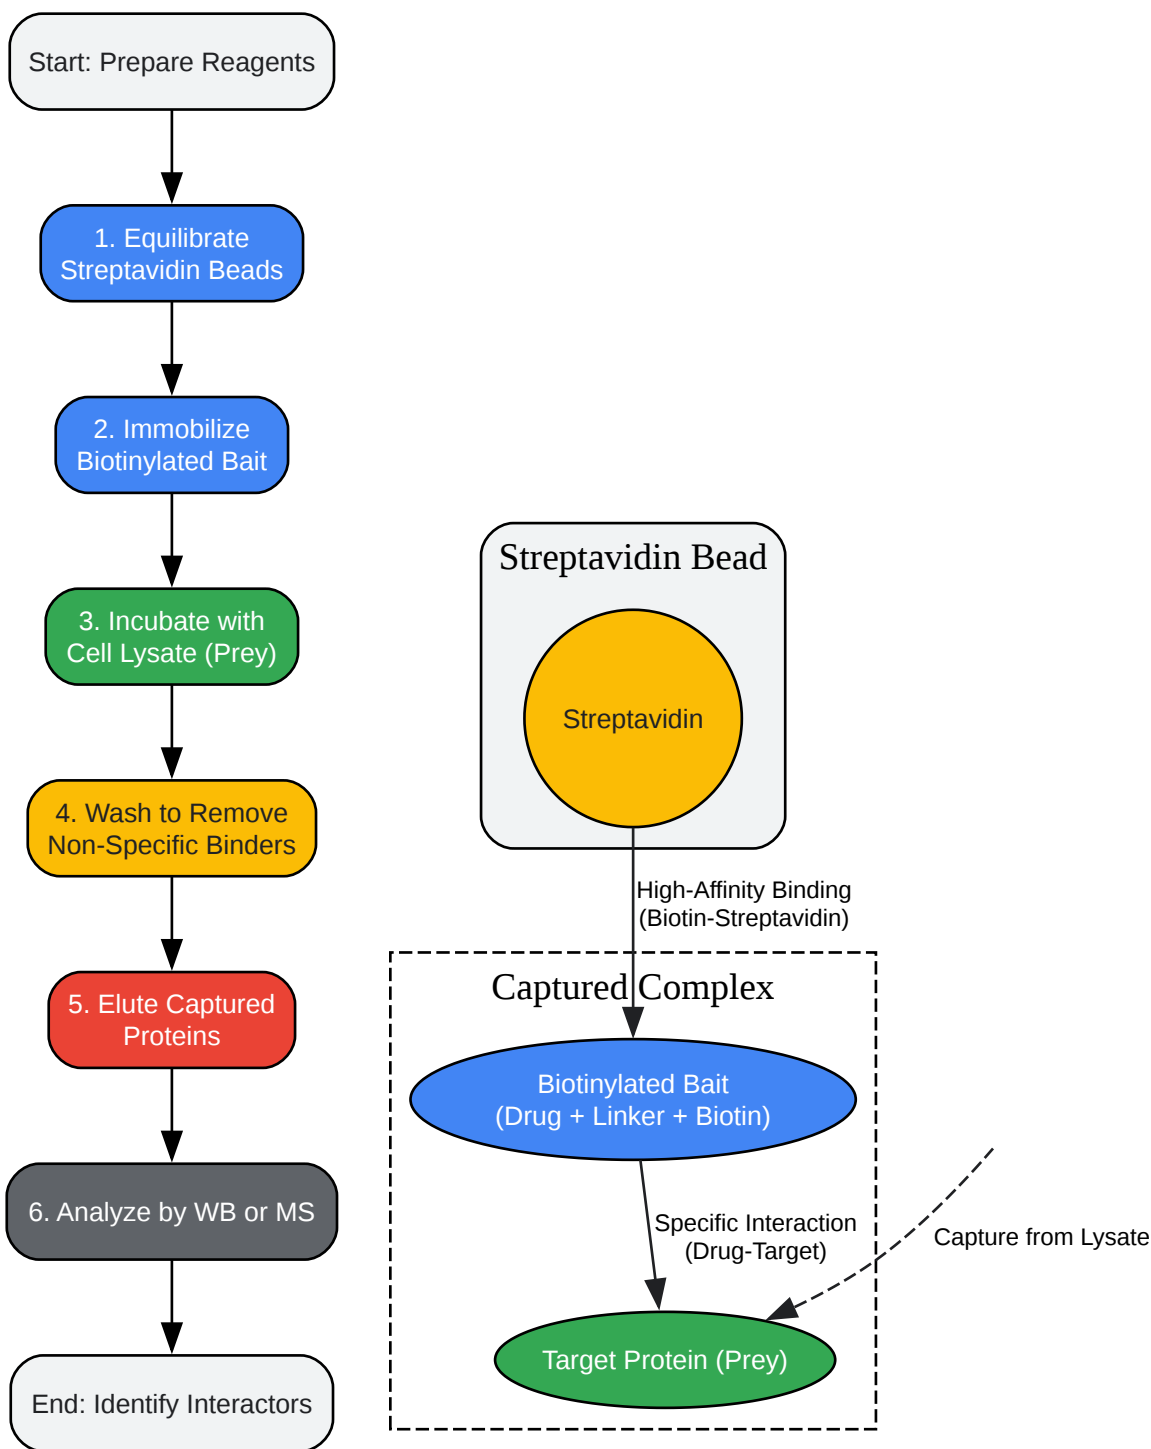 Start: Prepare Reagents
1. Equilibrate
Streptavidin Beads
2. Immobilize
Biotinylated Bait
3. Incubate with
Cell Lysate (Prey)
4. Wash to Remove
Non-Specific Binders
5. Elute Captured
Proteins
6. Analyze by WB or MS
End: Identify Interactors
Streptavidin Bead
Streptavidin
High-Affinity Binding
(Biotin-Streptavidin)
Captured Complex
Biotinylated Bait
(Drug + Linker + Biotin)
Specific Interaction
(Drug-Target)
Capture from Lysate
Target Protein (Prey)